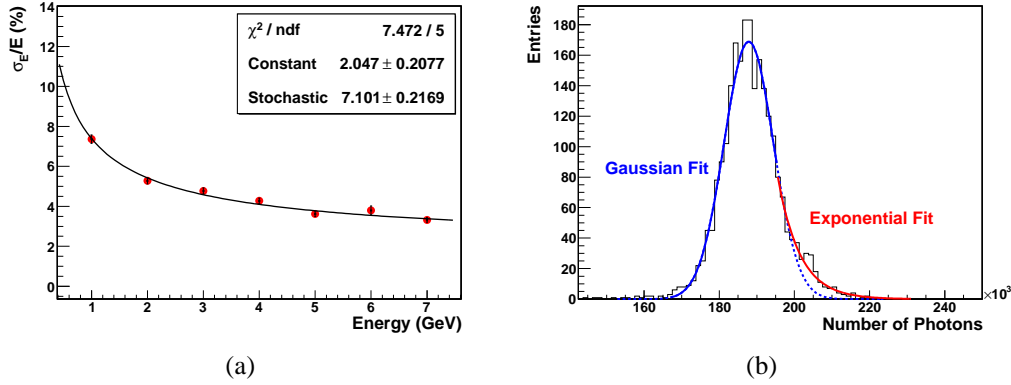 σE/E (%)
14
12
10
8
6
4
2
0
χ2 / ndf 7.472 / 5
Constant 2.047 ± 0.2077
Stochastic 7.101 ± 0.2169
1 2 3 4 5 6 7
Energy (GeV)
(a)
Entries
180
160
140
120
100
80
60
40
20
0
Gaussian Fit
Exponential Fit
160 180 200 220 240
×103
Number of Photons
(b)